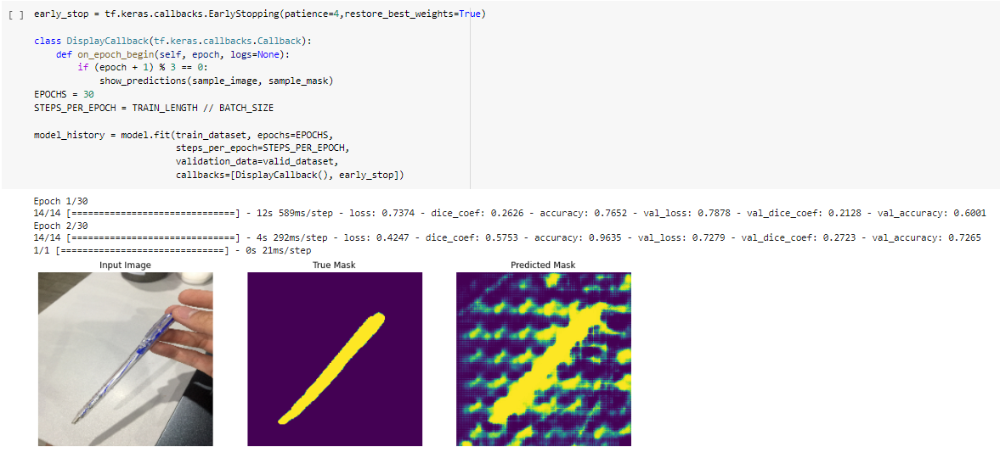 [ ] early_stop = tf.keras.callbacks.EarlyStopping(patience=4,restore_best_weights=True)
class DisplayCallback(tf.keras.callbacks.Callback):
def on_epoch_begin(self, epoch, logs=None):
if (epoch + 1) % 3 == 0:
show_predictions(sample_image, sample_mask)
EPOCHS = 30
STEPS_PER_EPOCH = TRAIN_LENGTH // BATCH_SIZE
model_history = model.fit(train_dataset, epochs=EPOCHS,
steps_per_epoch=STEPS_PER_EPOCH,
validation_data=valid_dataset,
callbacks=[DisplayCallback(), early_stop])
Epoch 1/30
14/14 [==============================] - 12s 589ms/step - loss: 0.7374 - dice_coef: 0.2626 - accuracy: 0.7652 - val_loss: 0.7878 - val_dice_coef: 0.2128 - val_accuracy: 0.6001
Epoch 2/30
14/14 [==============================] - 4s 292ms/step - loss: 0.4247 - dice_coef: 0.5753 - accuracy: 0.9635 - val_loss: 0.7279 - val_dice_coef: 0.2723 - val_accuracy: 0.7265
1/1 [==============================] - 0s 21ms/step
Input Image True Mask Predicted Mask